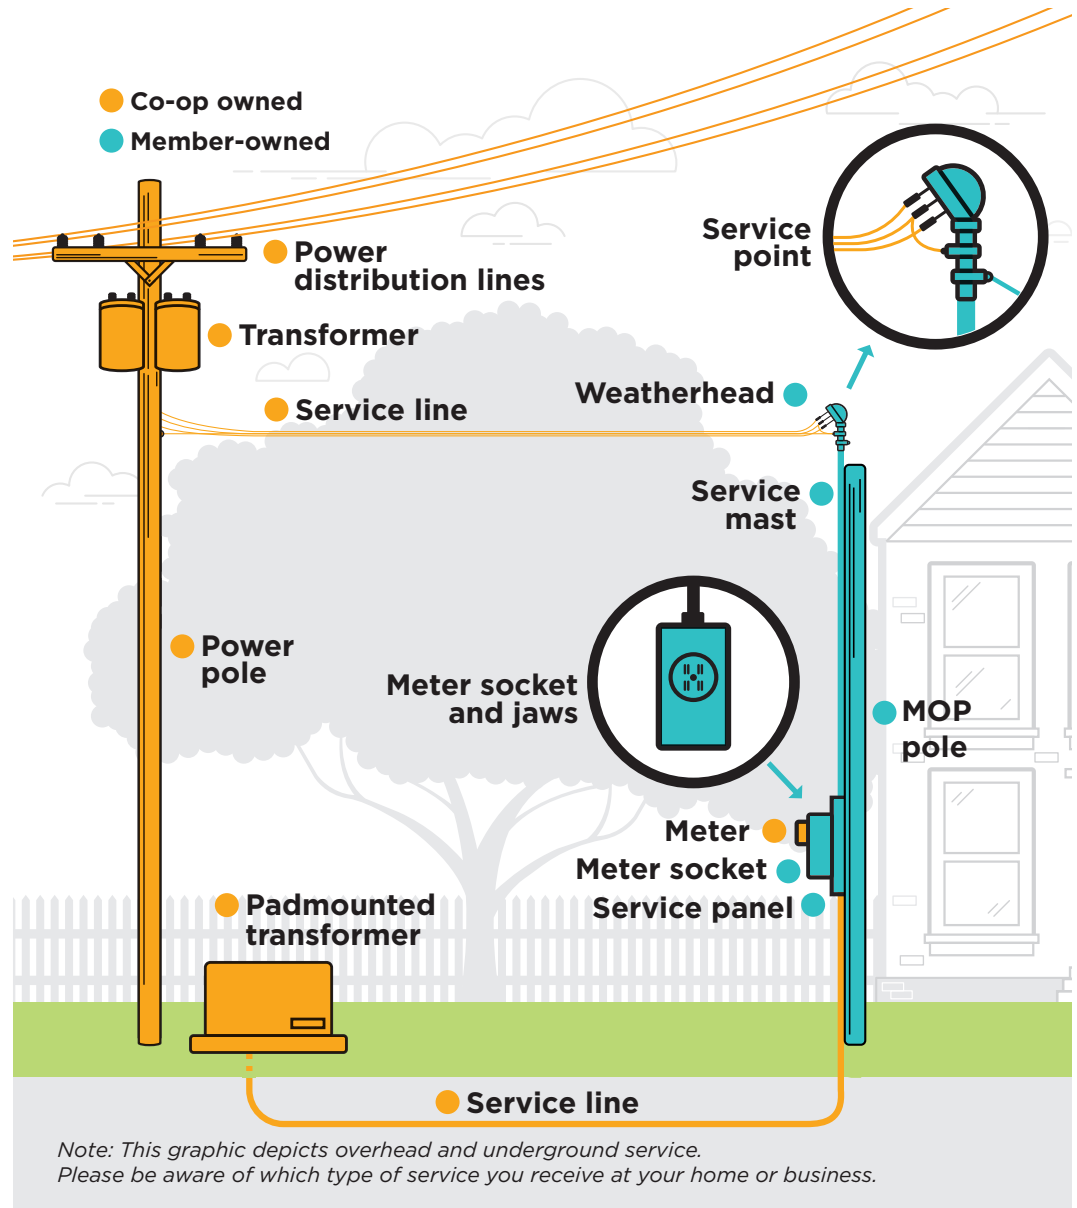 Co-op owned
Member-owned
Service
point
Power
distribution lines
Transformer
Weatherhead
Service line
Service
mast
Power
pole
Meter socket
and jaws
MOP
pole
Meter
Meter socket
Service panel
Padmounted
transformer
Service line
Note: This graphic depicts overhead and underground service.
Please be aware of which type of service you receive at your home or business.